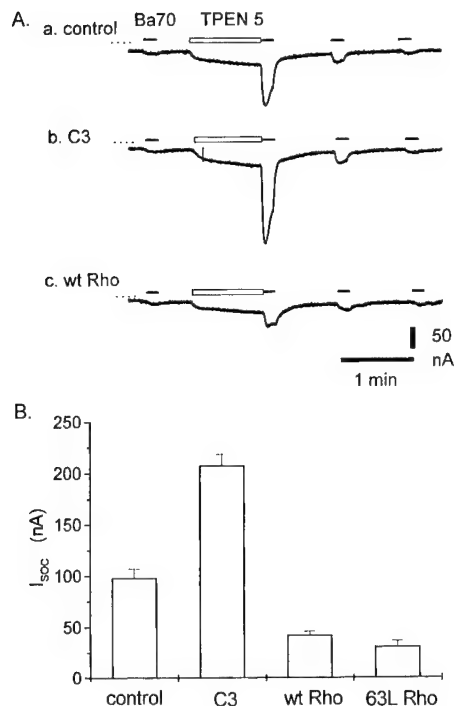 A.
Ba70 TPEN 5
a. control
b. C3
c. wt Rho
50
nA
1 min
B.
250
200
150
100
50
0
I_soc (nA)
control C3 wt Rho 63L Rho